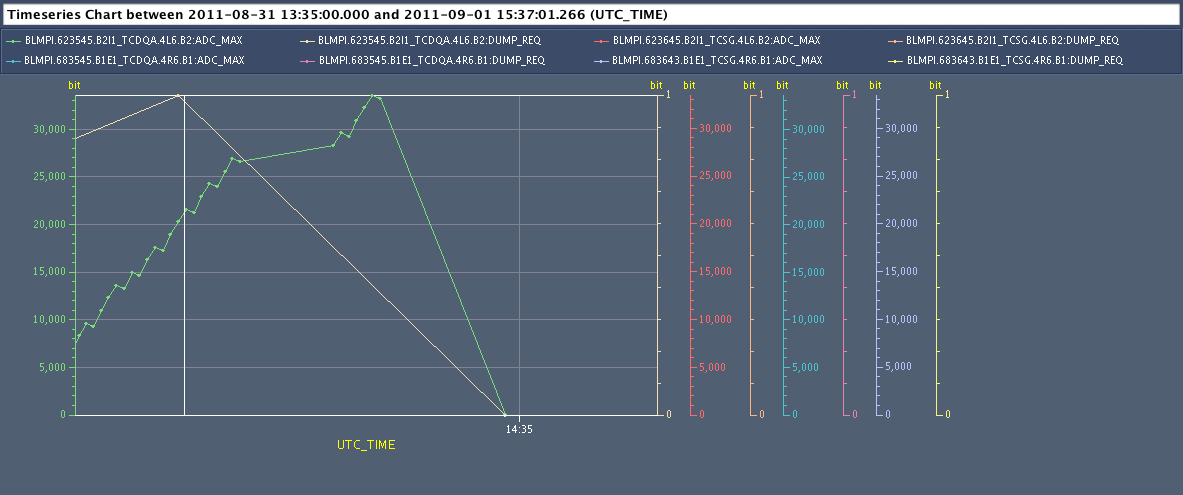 Timeseries Chart between 2011-08-31 13:35:00.000 and 2011-09-01 15:37:01.266 (UTC_TIME)
BLMPI.623545.B2I1_TCDQA.4L6.B2:ADC_MAX BLMPI.623545.B2I1_TCDQA.4L6.B2:DUMP_REQ BLMPI.623645.B2I1_TCSG.4L6.B2:ADC_MAX BLMPI.623645.B2I1_TCSG.4L6.B2:DUMP_REQ
BLMPI.683545.B1E1_TCDQA.4R6.B1:ADC_MAX BLMPI.683545.B1E1_TCDQA.4R6.B1:DUMP_REQ BLMPI.683643.B1E1_TCSG.4R6.B1:ADC_MAX BLMPI.683643.B1E1_TCSG.4R6.B1:DUMP_REQ
bit bit bit bit bit bit bit bit
1 1 1 1
30,000 30,000 30,000 30,000
25,000 25,000 25,000 25,000
20,000 20,000 20,000 20,000
15,000 15,000 15,000 15,000
10,000 10,000 10,000 10,000
5,000 5,000 5,000 5,000
0 0 0 0 0 0 0 0
14:35
UTC_TIME